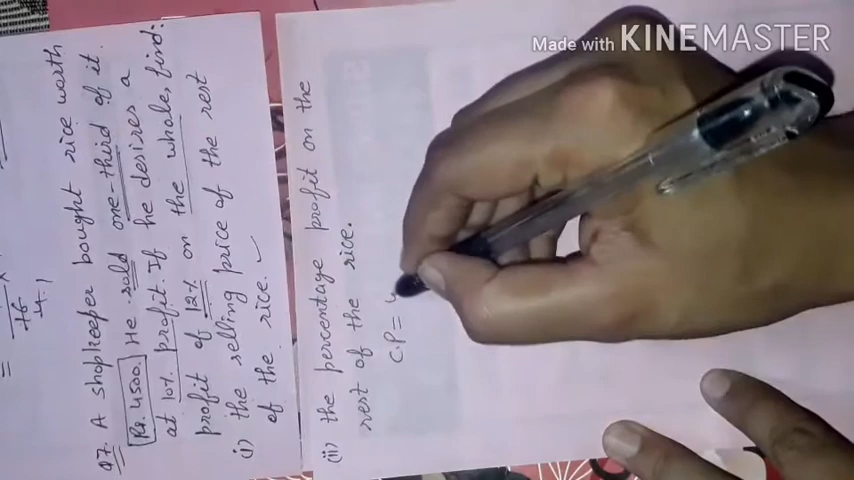 Made with KINEMASTER
=
Q7. A shopkeeper bought rice worth
Rs. 4500. He sold one-third of it
at 10% profit. If he desires a
profit of 12% on the whole, find:
(i) the selling price of the rest
of the rice.
(ii) the percentage profit on the
rest of the rice.
C.P =